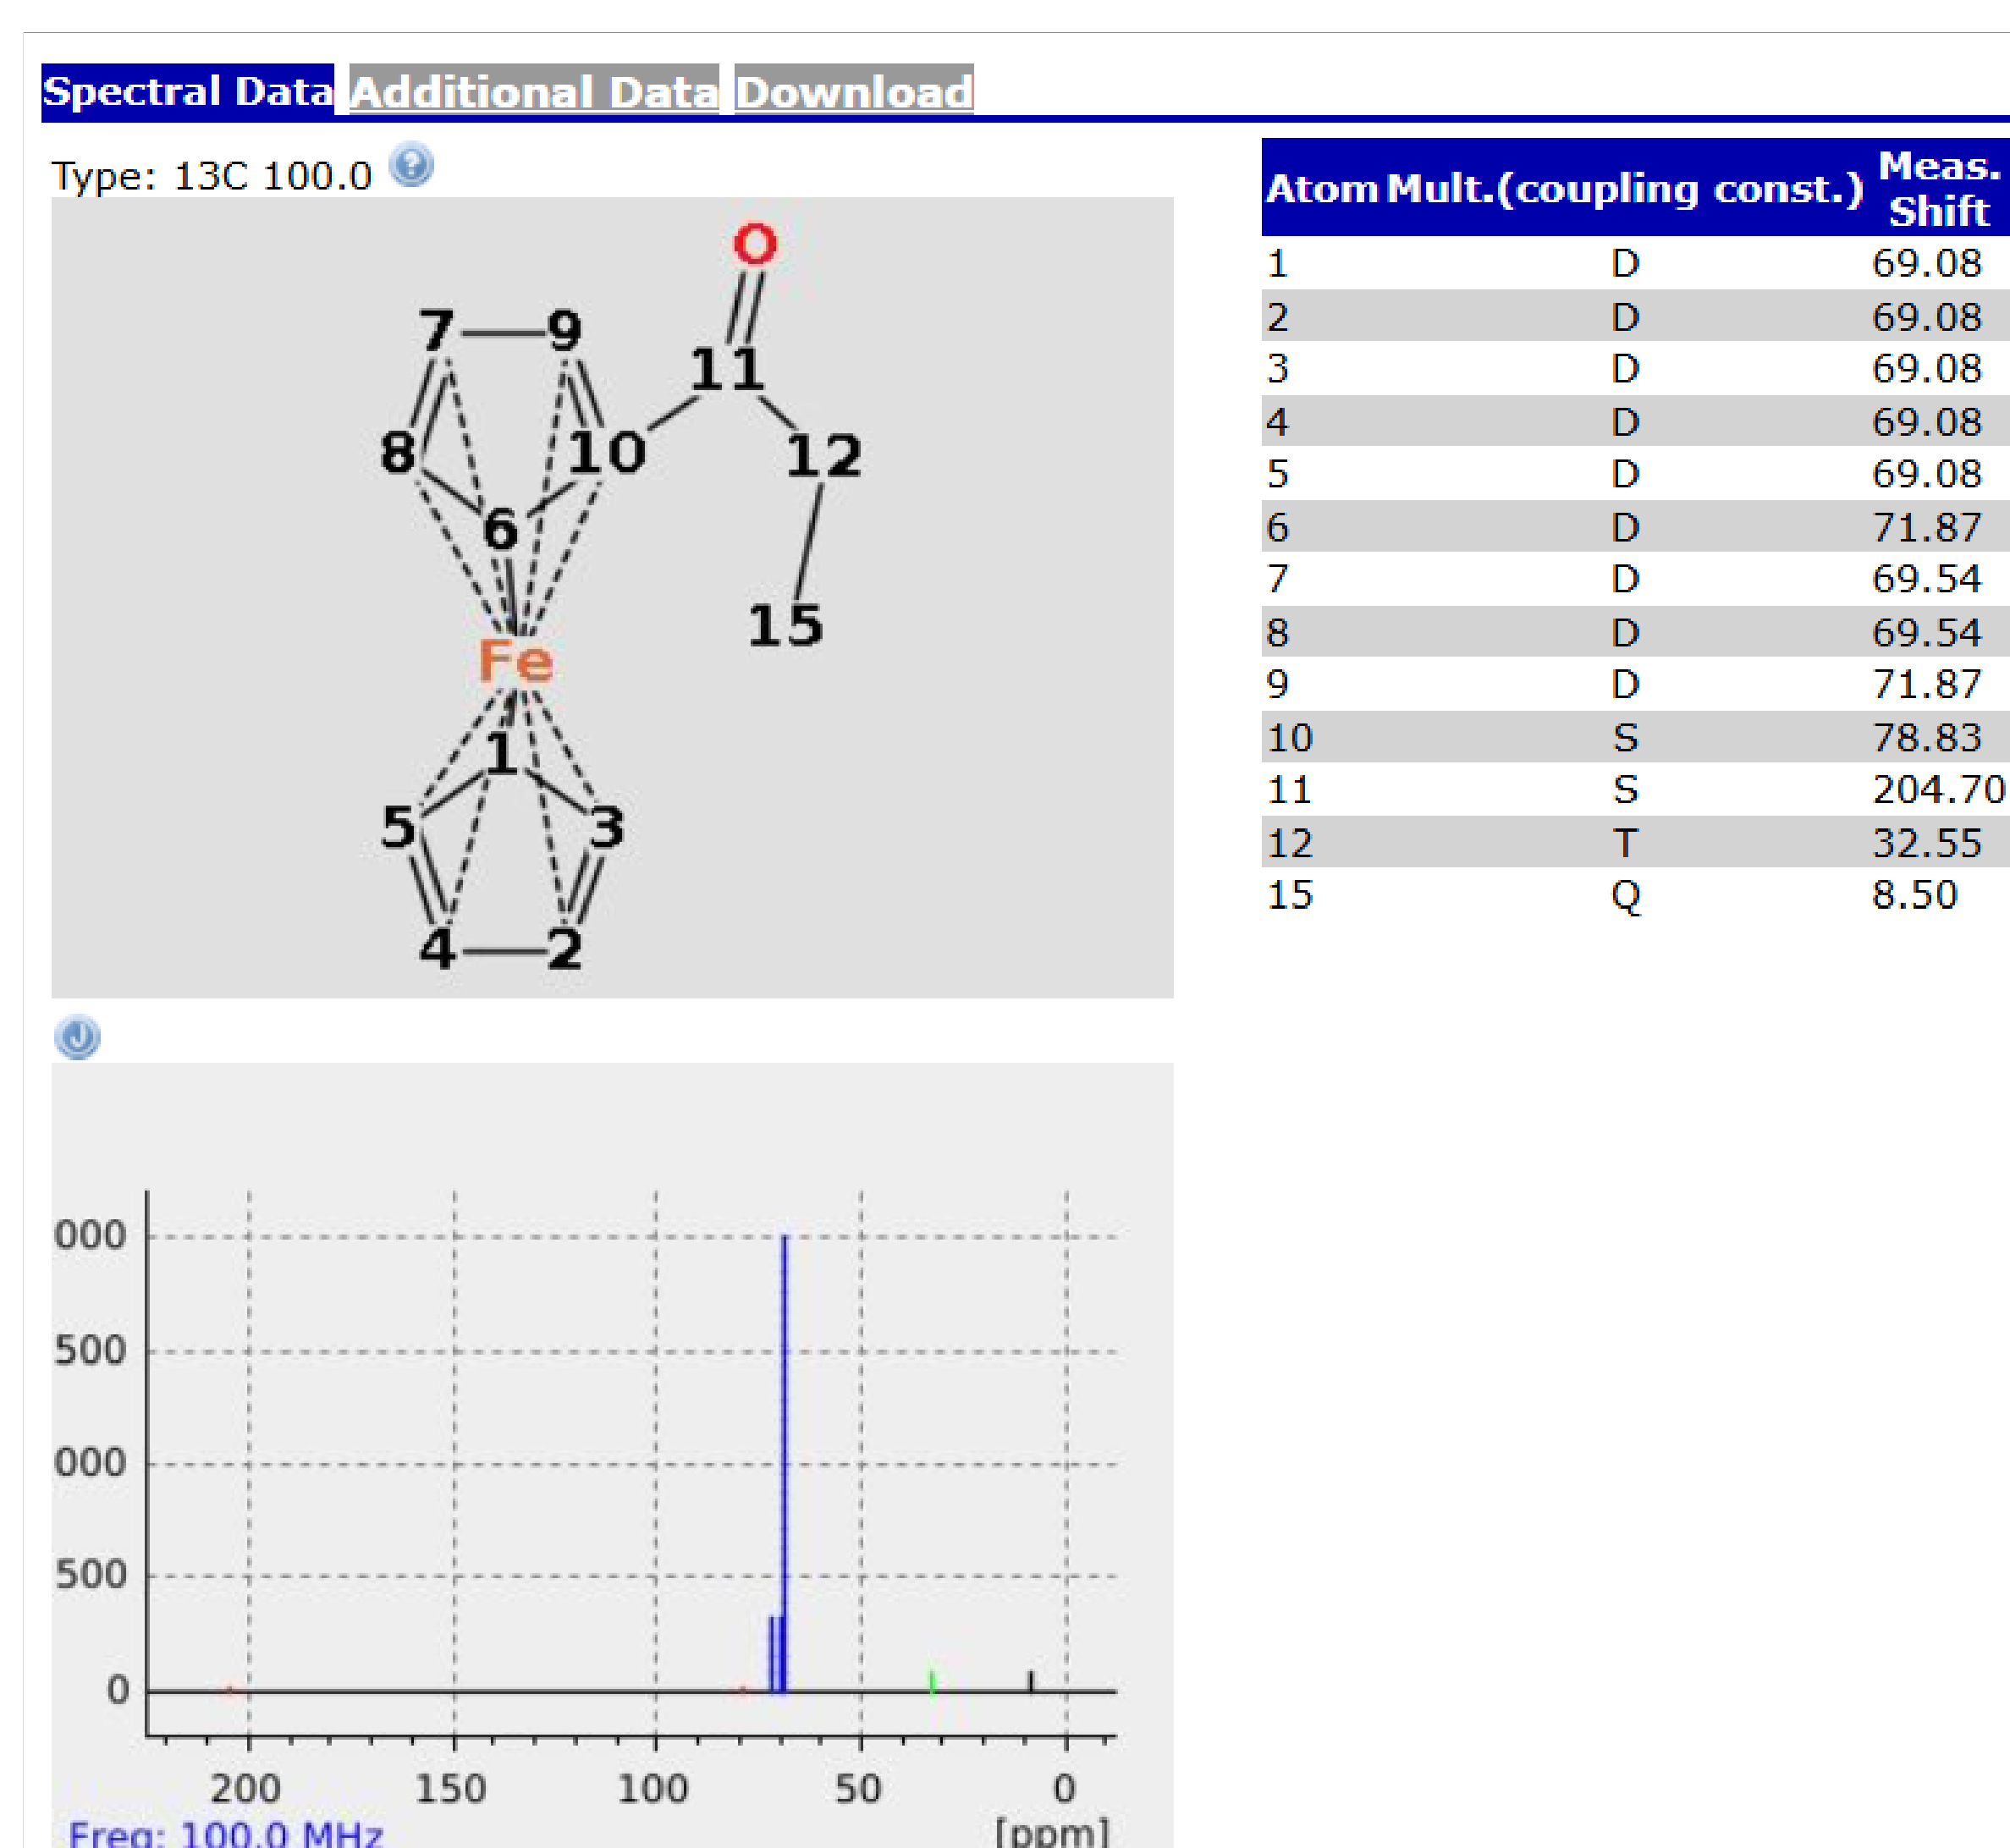 Spectral Data Additional Data Download
Type: 13C 100.0 ?
O
7 9
11
8 10 12
6
15
Fe
1
5 3
4 2
Atom Mult.(coupling const.) Meas. Shift
1 D 69.08
2 D 69.08
3 D 69.08
4 D 69.08
5 D 69.08
6 D 71.87
7 D 69.54
8 D 69.54
9 D 71.87
10 S 78.83
11 S 204.70
12 T 32.55
15 Q 8.50
J
000
500
000
500
0
200 150 100 50 0
Freq: 100.0 MHz [ppm]